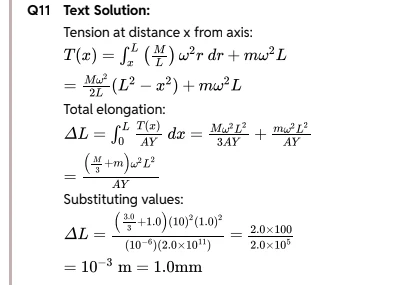 Q11 Text Solution:
Tension at distance x from axis:
T(x) = ∫ₓᴸ (M/L) ω²r dr + mω²L
= Mω²/2L (L² − x²) + mω²L
Total elongation:
ΔL = ∫₀ᴸ T(x)/AY dx = Mω²L²/3AY + mω²L²/AY
= (M/3 +m)ω²L²/AY
Substituting values:
ΔL = (3.0/3 +1.0)(10)²(1.0)²/(10⁻⁶)(2.0×10¹¹) = 2.0×100/2.0×10⁵
= 10⁻³ m = 1.0mm